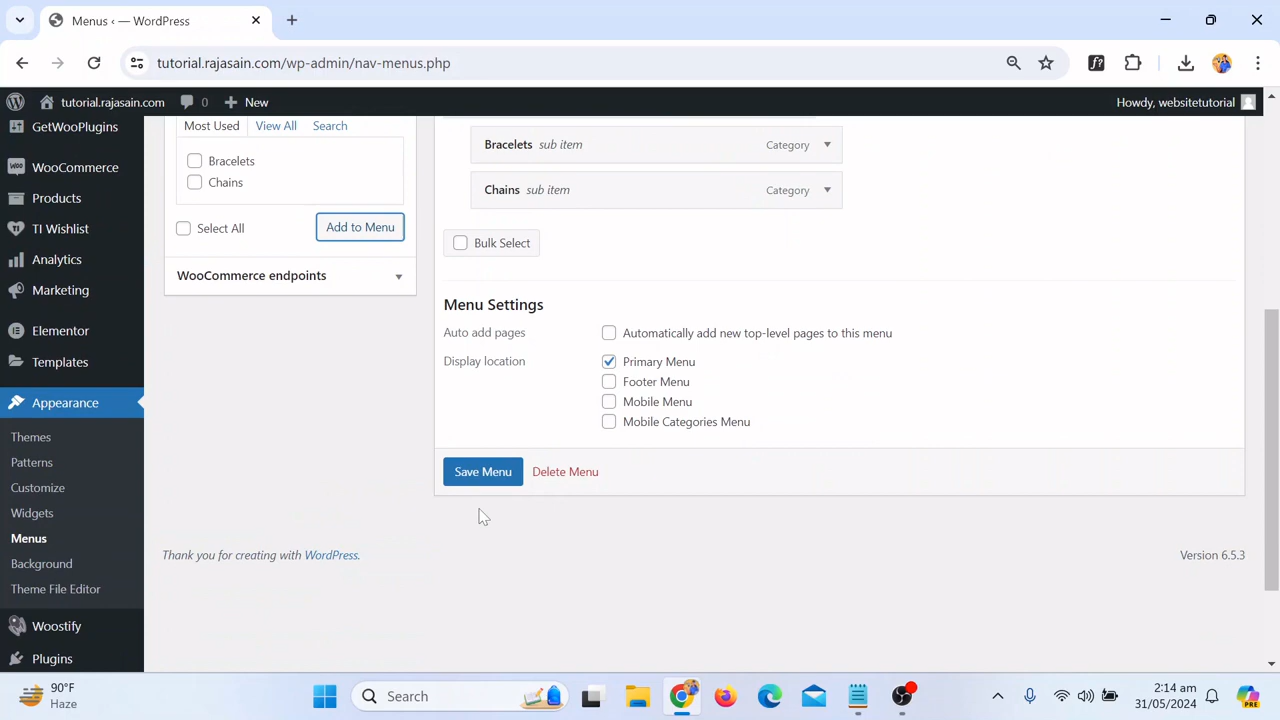 Menus ‹ — WordPress
tutorial.rajasain.com/wp-admin/nav-menus.php
tutorial.rajasain.com 0 New Howdy, websitetutorial
GetWooPlugins
WooCommerce
Products
TI Wishlist
Analytics
Marketing
Elementor
Templates
Appearance
Themes
Patterns
Customize
Widgets
Menus
Background
Theme File Editor
Woostify
Plugins
Most Used View All Search
Bracelets
Chains
Select All Add to Menu
WooCommerce endpoints
Bracelets sub item Category
Chains sub item Category
Bulk Select
Menu Settings
Auto add pages Automatically add new top-level pages to this menu
Display location Primary Menu
Footer Menu
Mobile Menu
Mobile Categories Menu
Save Menu Delete Menu
Thank you for creating with WordPress. Version 6.5.3
90°F
Haze
Search
2:14 am
31/05/2024
PRE